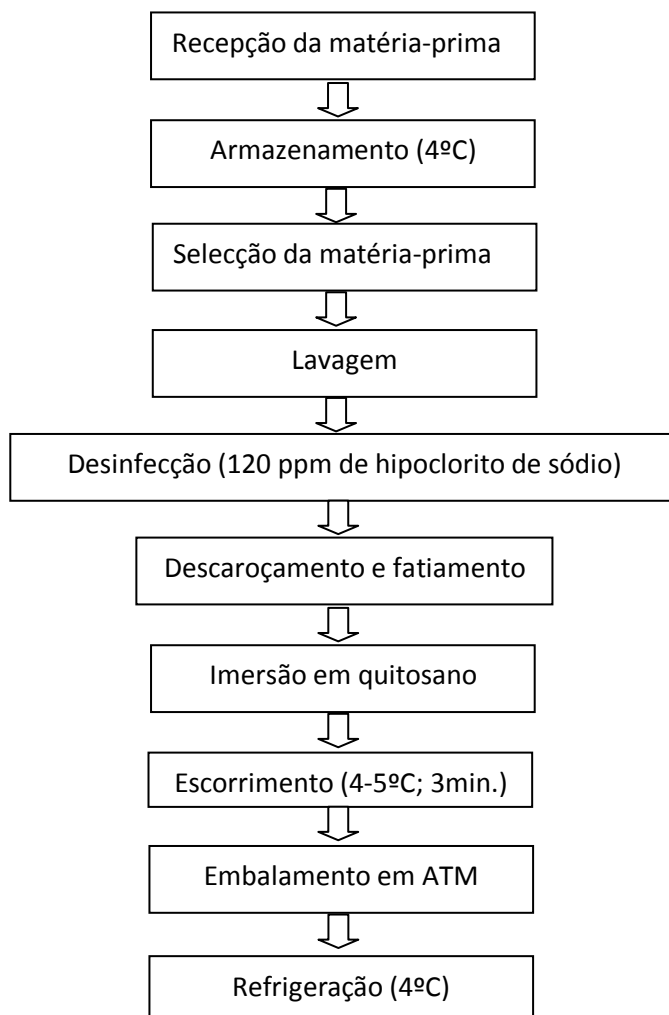 Recepção da matéria-prima
Armazenamento (4ºC)
Selecção da matéria-prima
Lavagem
Desinfecção (120 ppm de hipoclorito de sódio)
Descaroçamento e fatiamento
Imersão em quitosano
Escorrimento (4-5ºC; 3min.)
Embalamento em ATM
Refrigeração (4ºC)